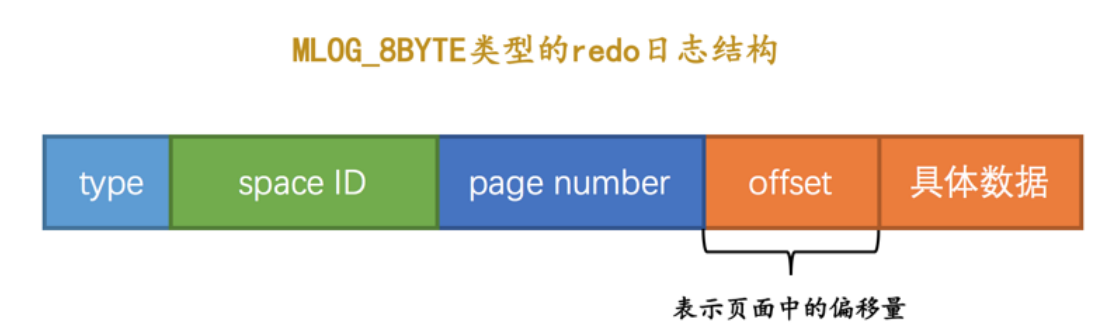 MLOG_8BYTE类型的redo日志结构
type space ID page number offset 具体数据
表示页面中的偏移量